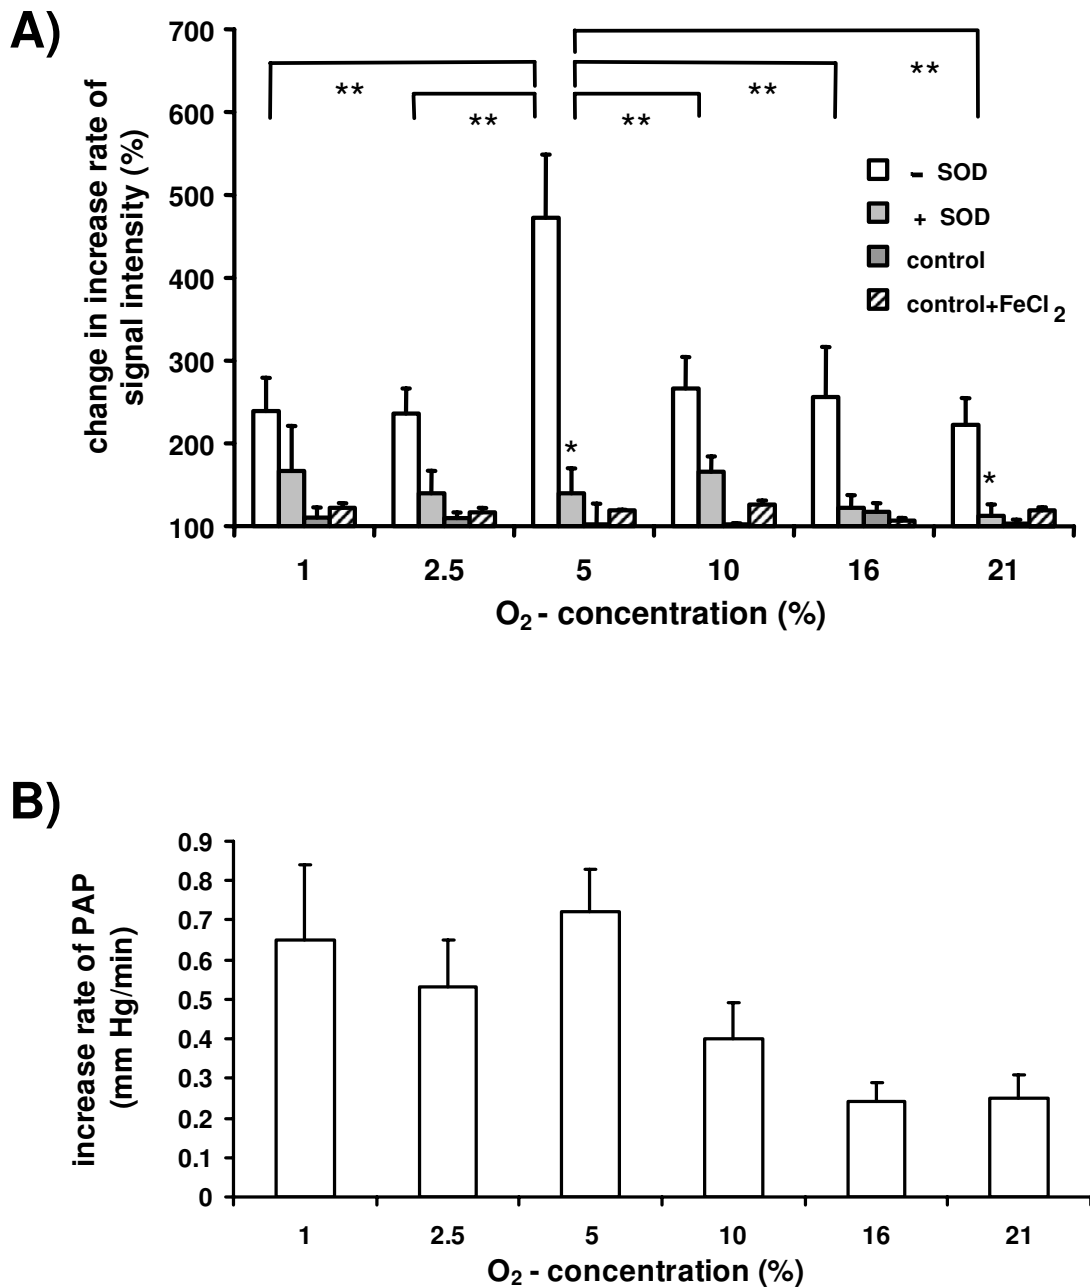 A)
change in increase rate of
signal intensity (%)
700
600
500
400
300
200
100
**
**
**
**
**
*
*
– SOD
+ SOD
control
control+FeCl2
1 2.5 5 10 16 21
O2 - concentration (%)
B)
increase rate of PAP
(mm Hg/min)
0.9
0.8
0.7
0.6
0.5
0.4
0.3
0.2
0.1
0
1 2.5 5 10 16 21
O2 - concentration (%)